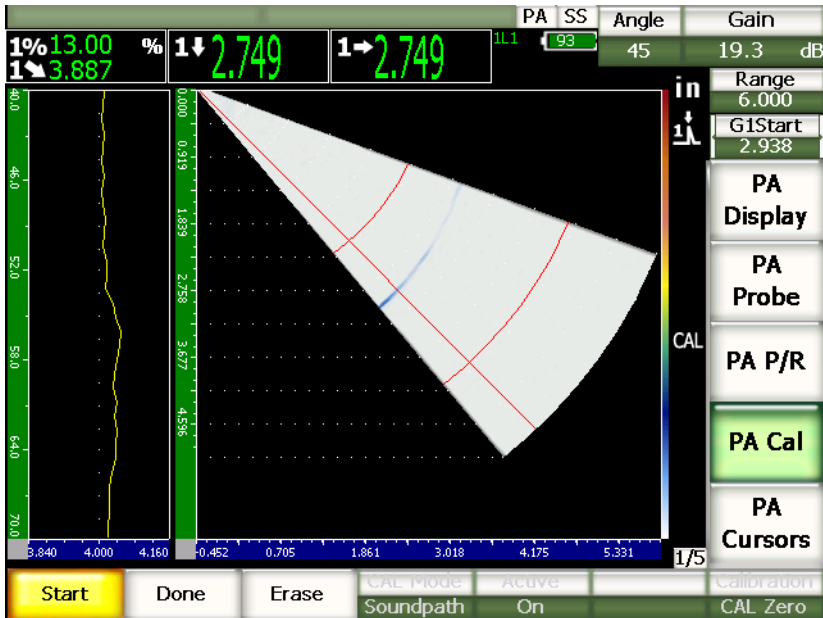 PA SS Angle Gain
1L1 93 45 19.3 dB
1% 13.00 %
1 3.887
1 2.749
1 2.749
in
Range
6.000
G1Start
2.938
1
PA
Display
PA
Probe
CAL
PA P/R
PA Cal
PA
Cursors
40.0
46.0
52.0
58.0
64.0
70.0
0.000
0.919
1.839
2.758
3.677
4.596
3.840 4.000 4.160
-0.452 0.705 1.861 3.018 4.175 5.331
1/5
Start Done Erase
CAL Mode Active Calibration
Soundpath On CAL Zero